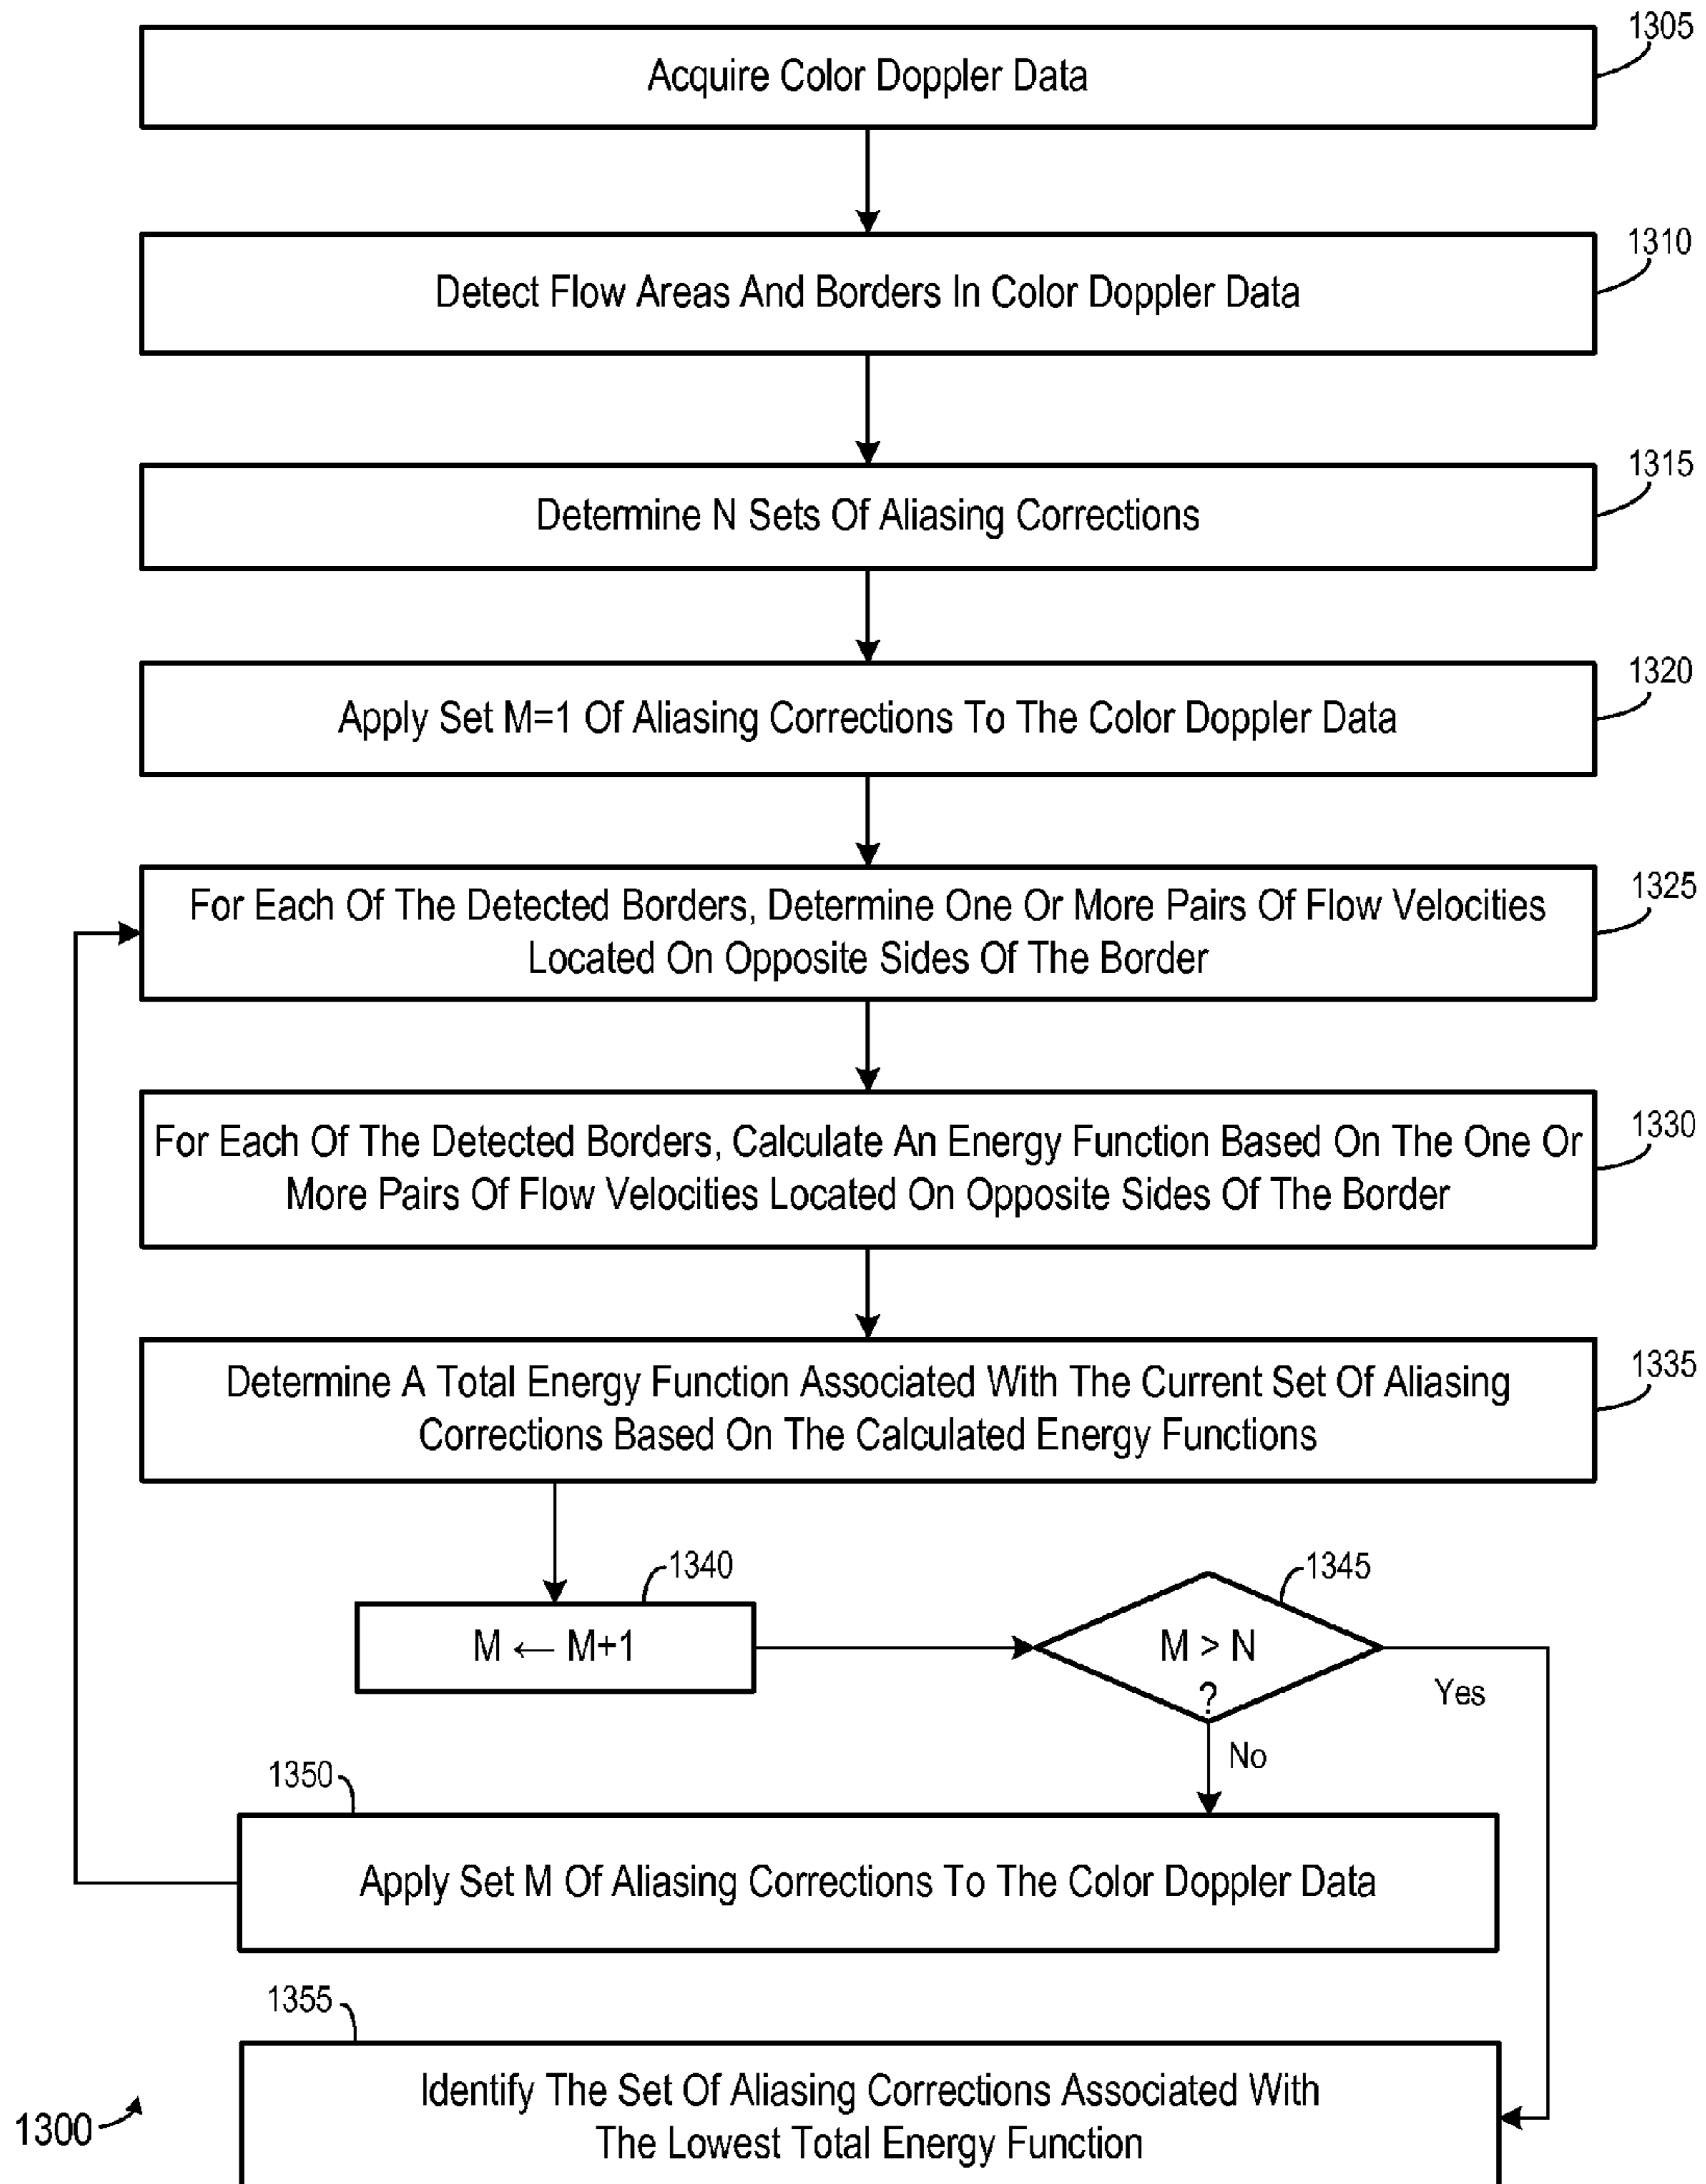 1305
Acquire Color Doppler Data
1310
Detect Flow Areas And Borders In Color Doppler Data
1315
Determine N Sets Of Aliasing Corrections
1320
Apply Set M=1 Of Aliasing Corrections To The Color Doppler Data
1325
For Each Of The Detected Borders, Determine One Or More Pairs Of Flow Velocities
Located On Opposite Sides Of The Border
1330
For Each Of The Detected Borders, Calculate An Energy Function Based On The One Or
More Pairs Of Flow Velocities Located On Opposite Sides Of The Border
1335
Determine A Total Energy Function Associated With The Current Set Of Aliasing
Corrections Based On The Calculated Energy Functions
1340
M ← M+1
1345
M > N
?
Yes
No
1350
Apply Set M Of Aliasing Corrections To The Color Doppler Data
1355
Identify The Set Of Aliasing Corrections Associated With
The Lowest Total Energy Function
1300